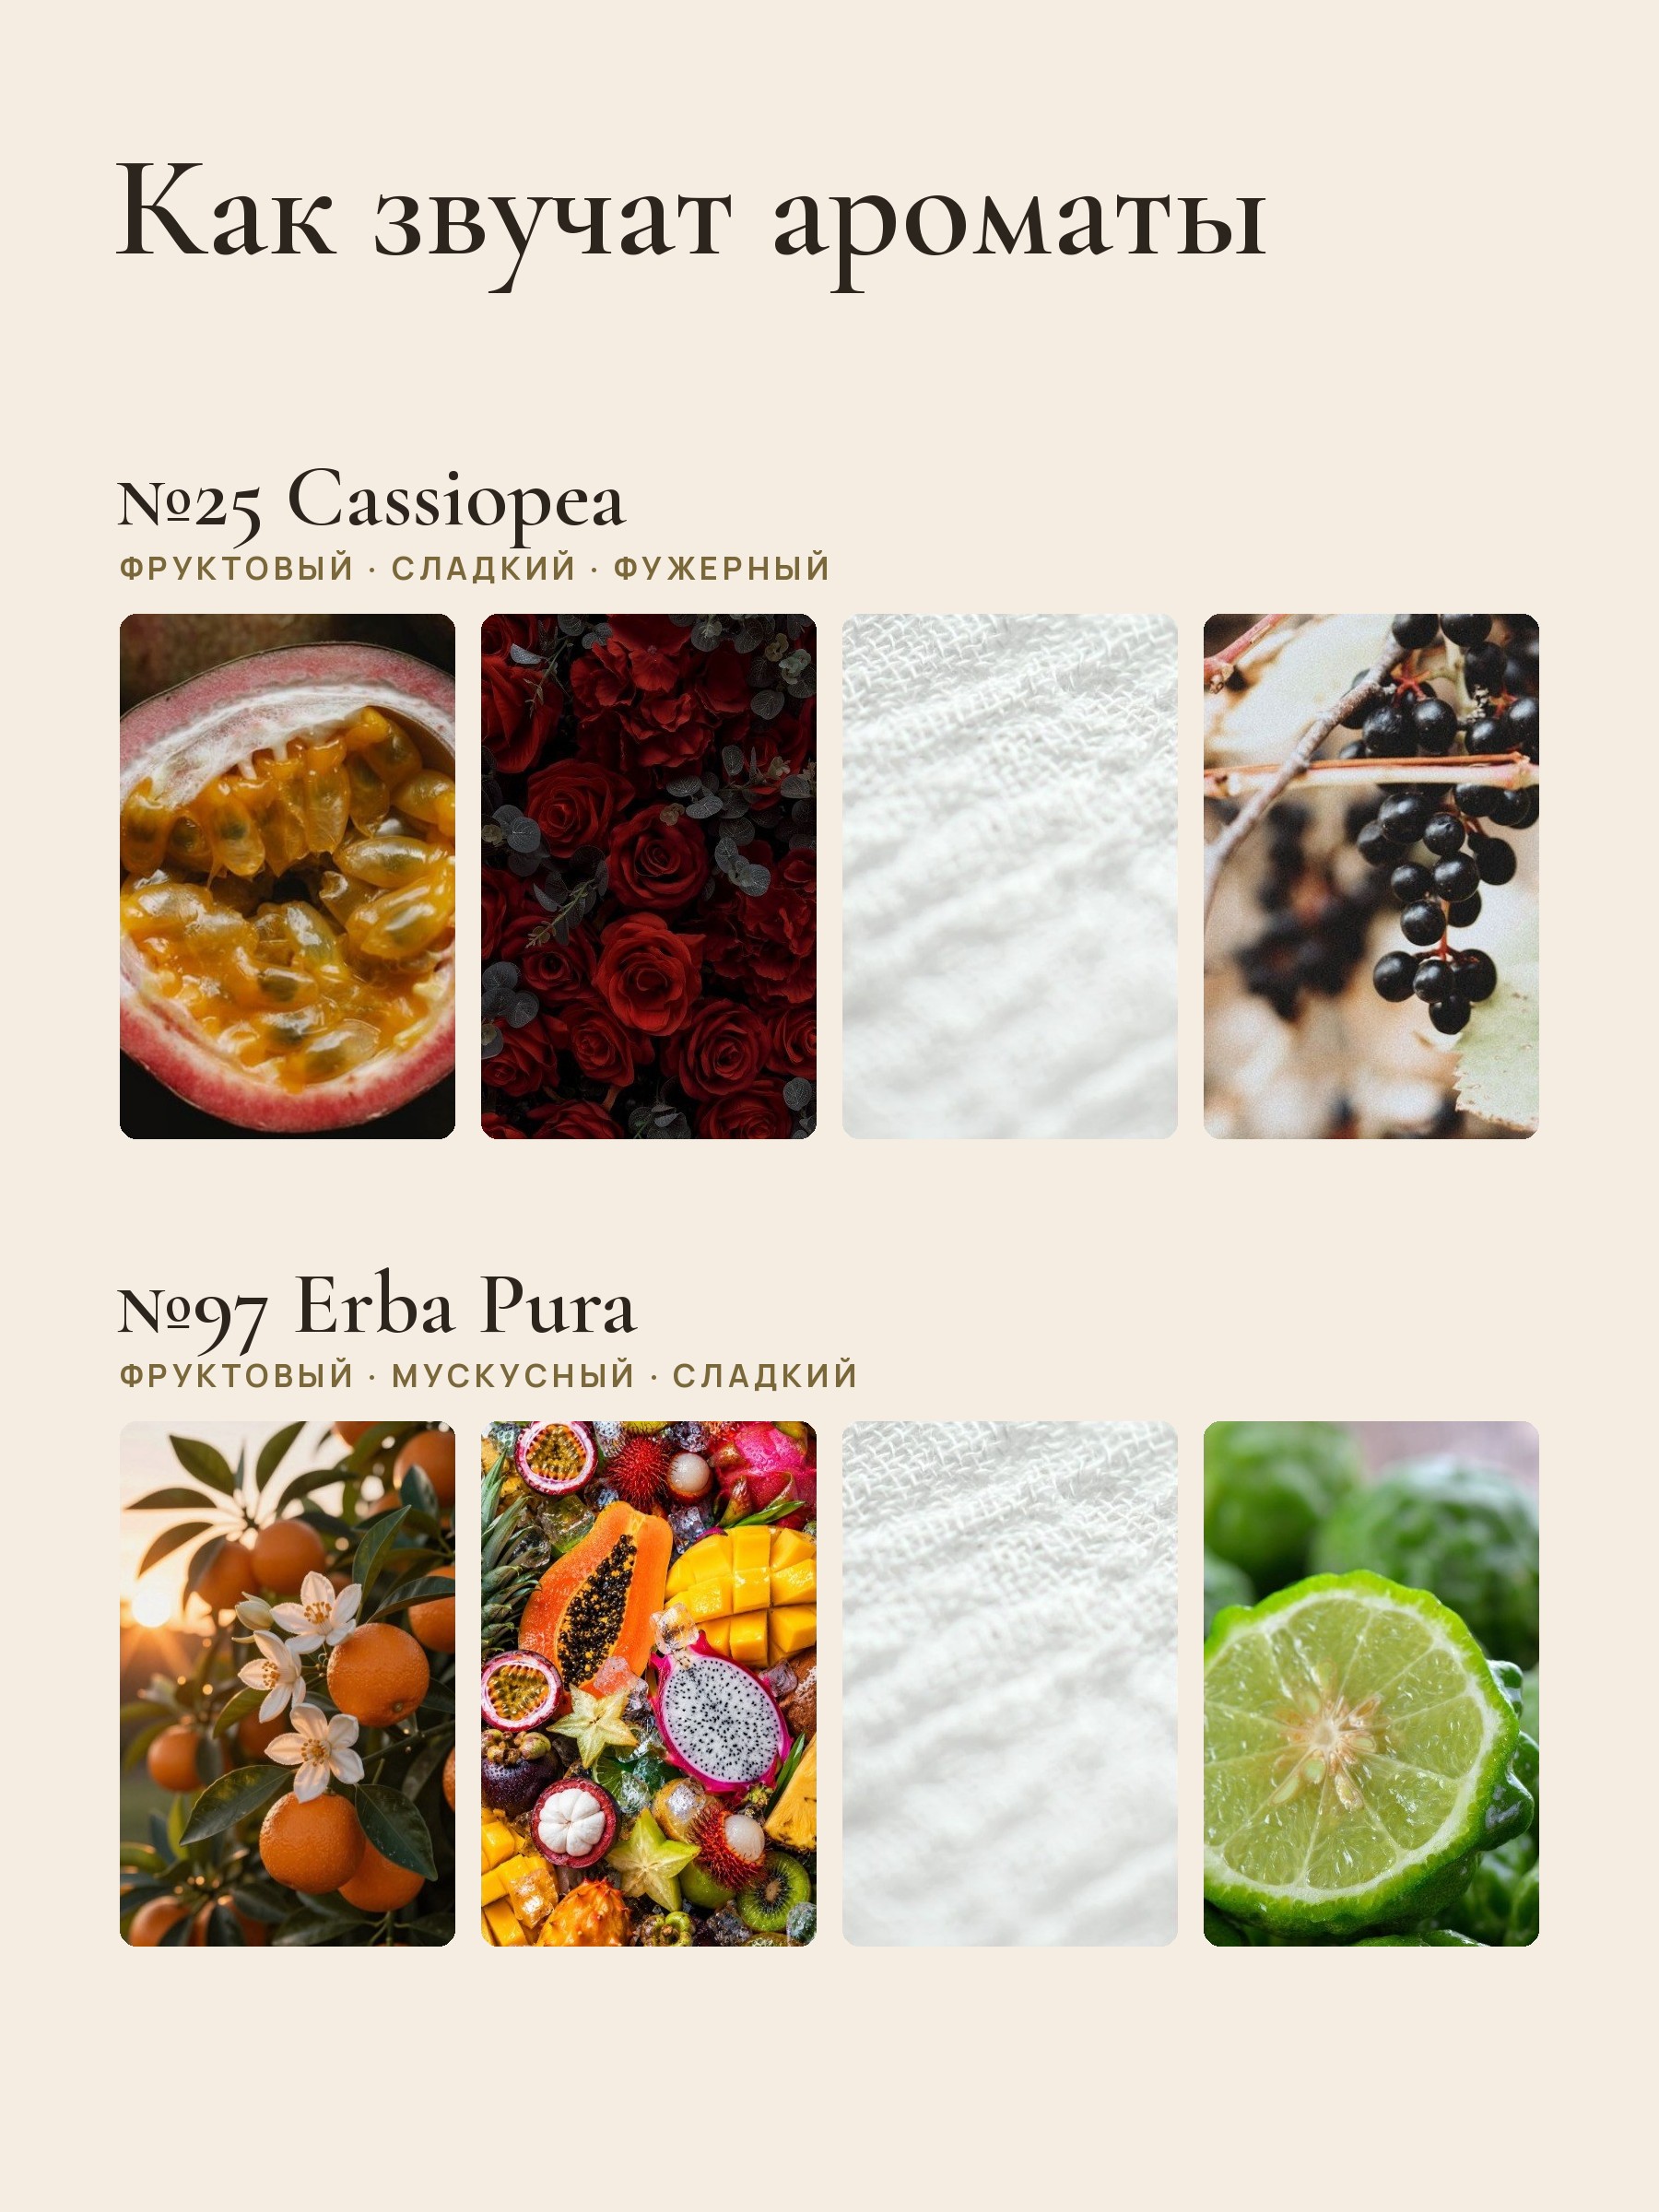 Как звучат ароматы
№25 Cassiopea
ФРУКТОВЫЙ · СЛАДКИЙ · ФУЖЕРНЫЙ
№97 Erba Pura
ФРУКТОВЫЙ · МУСКУСНЫЙ · СЛАДКИЙ